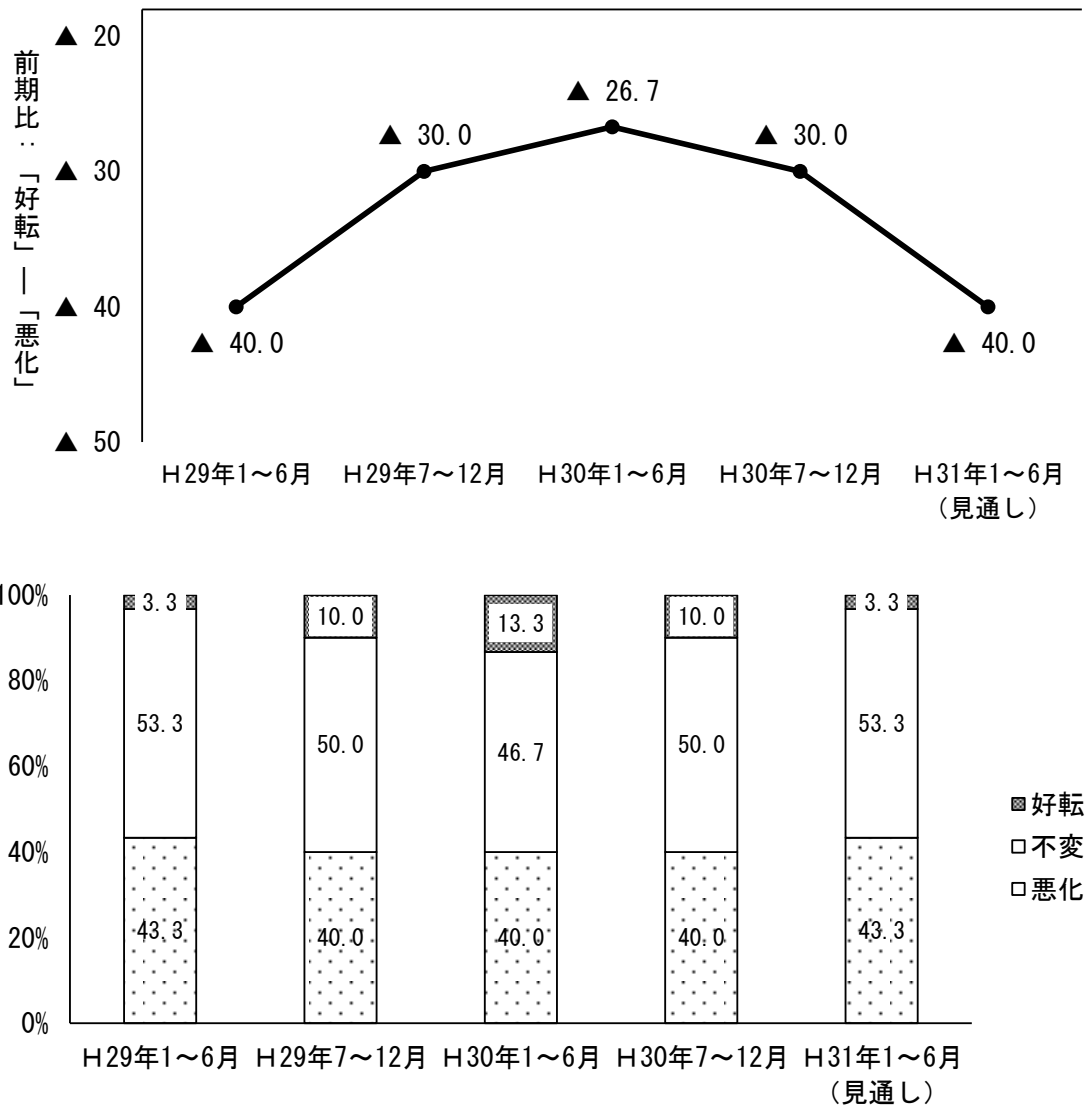 前期比：「好転」―「悪化」
▲ 20
▲ 30
▲ 40
▲ 50
▲ 40.0
▲ 30.0
▲ 26.7
▲ 30.0
▲ 40.0
H29年1～6月
H29年7～12月
H30年1～6月
H30年7～12月
H31年1～6月
（見通し）
100%
80%
60%
40%
20%
0%
3.3
10.0
13.3
10.0
3.3
53.3
50.0
46.7
50.0
53.3
43.3
40.0
40.0
40.0
43.3
好転
不変
悪化
H29年1～6月
H29年7～12月
H30年1～6月
H30年7～12月
H31年1～6月
（見通し）